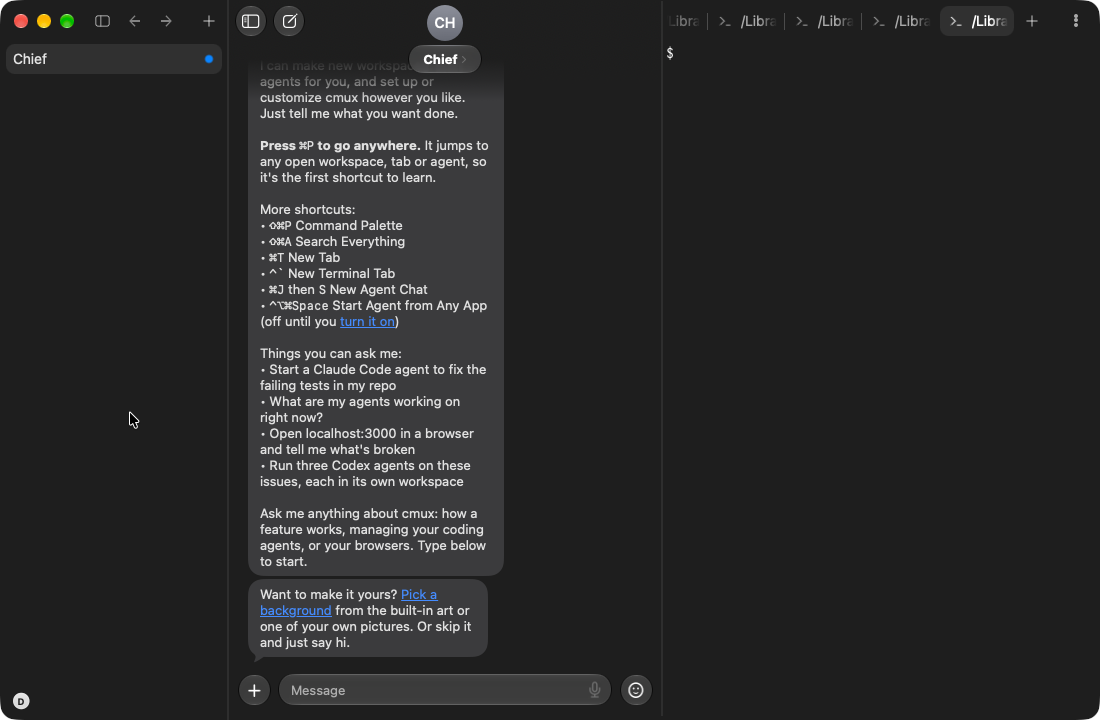 Chief
CH
Chief
I can make new workspac
agents for you, and set up or
customize cmux however you like.
Just tell me what you want done.
Press ⌘P to go anywhere. It jumps to
any open workspace, tab or agent, so
it's the first shortcut to learn.
More shortcuts:
• ⇧⌘P Command Palette
• ⇧⌘A Search Everything
• ⌘T New Tab
• ^` New Terminal Tab
• ⌘J then S New Agent Chat
• ^⌥⌘Space Start Agent from Any App
(off until you turn it on)
Things you can ask me:
• Start a Claude Code agent to fix the
failing tests in my repo
• What are my agents working on
right now?
• Open localhost:3000 in a browser
and tell me what's broken
• Run three Codex agents on these
issues, each in its own workspace
Ask me anything about cmux: how a
feature works, managing your coding
agents, or your browsers. Type below
to start.
Want to make it yours? Pick a
background from the built-in art or
one of your own pictures. Or skip it
and just say hi.
Message
D
Libra >_ /Libra >_ /Libra >_ /Libra >_ /Libra
$